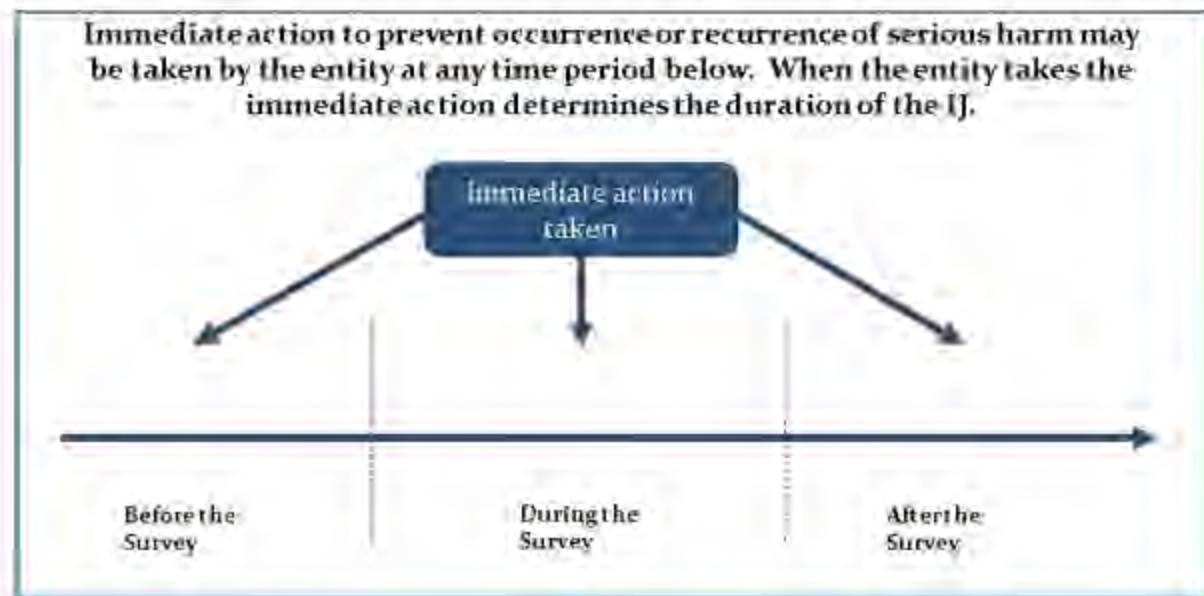 Immediate action to prevent occurrence or recurrence of serious harm may
be taken by the entity at any time period below. When the entity takes the
immediate action determines the duration of the IJ.
Immediate action
taken
Before the
Survey
During the
Survey
After the
Survey